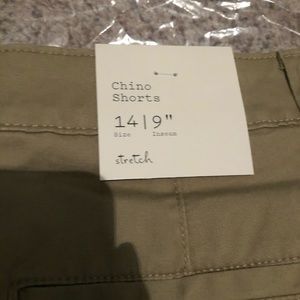 Chino
Shorts
14|9"
Size Inseam
stretch